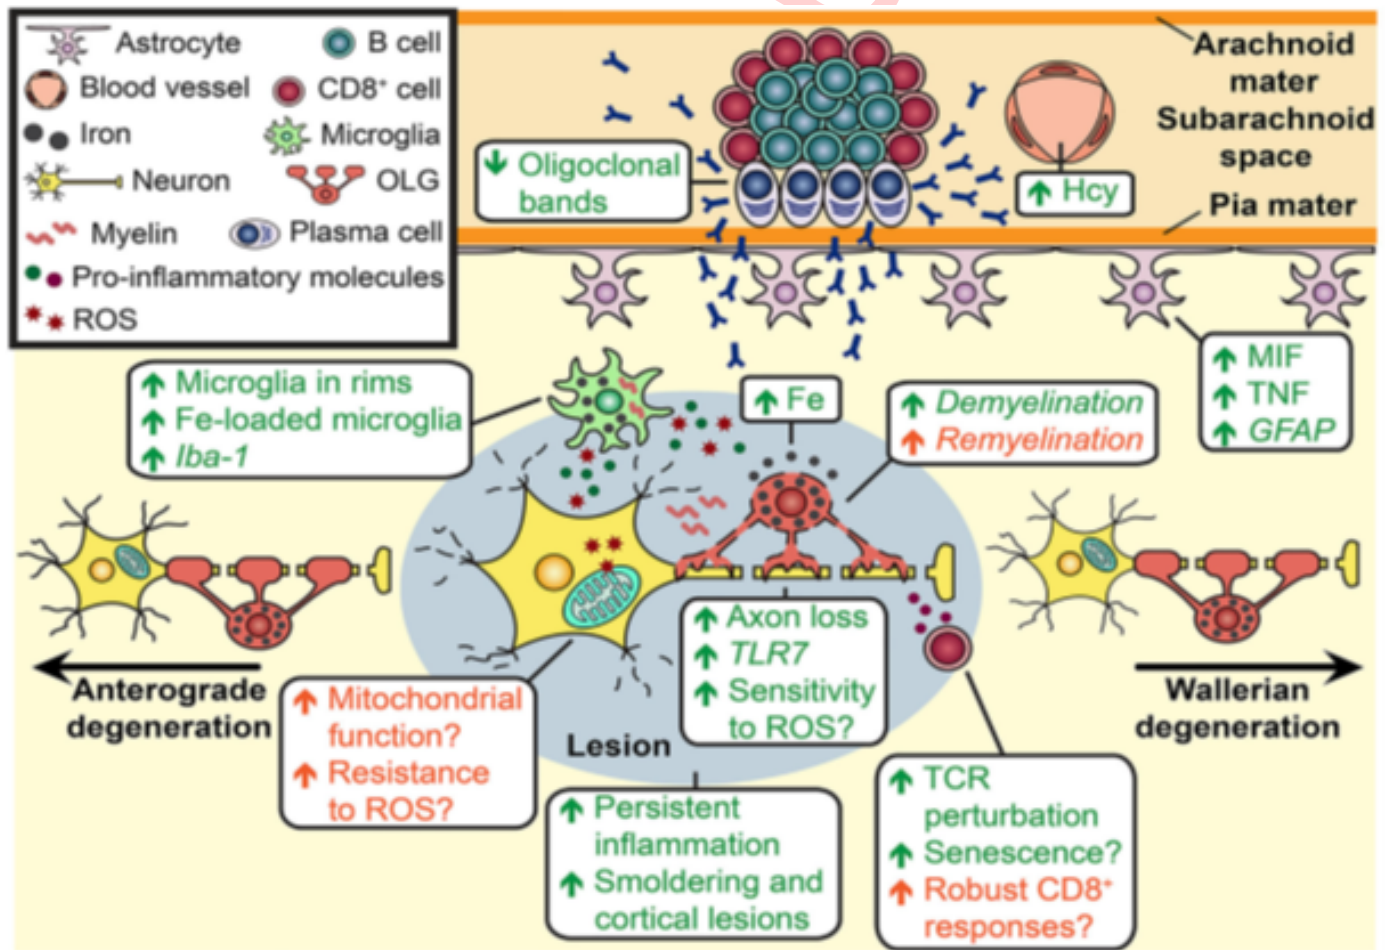 Astrocyte
B cell
Blood vessel
CD8⁺ cell
Iron
Microglia
Neuron
OLG
Myelin
Plasma cell
Pro-inflammatory molecules
ROS
Arachnoid
mater
Subarachnoid
space
Pia mater
↓ Oligoclonal
bands
↑ Hcy
↑ MIF
↑ TNF
↑ GFAP
↑ Microglia in rims
↑ Fe-loaded microglia
↑ Iba-1
↑ Fe
↑ Demyelination
↑ Remyelination
Anterograde
degeneration
Wallerian
degeneration
↑ Axon loss
↑ TLR7
↑ Sensitivity
to ROS?
↑ Mitochondrial
function?
↑ Resistance
to ROS?
Lesion
↑ Persistent
inflammation
↑ Smoldering and
cortical lesions
↑ TCR
perturbation
↑ Senescence?
↑ Robust CD8⁺
responses?